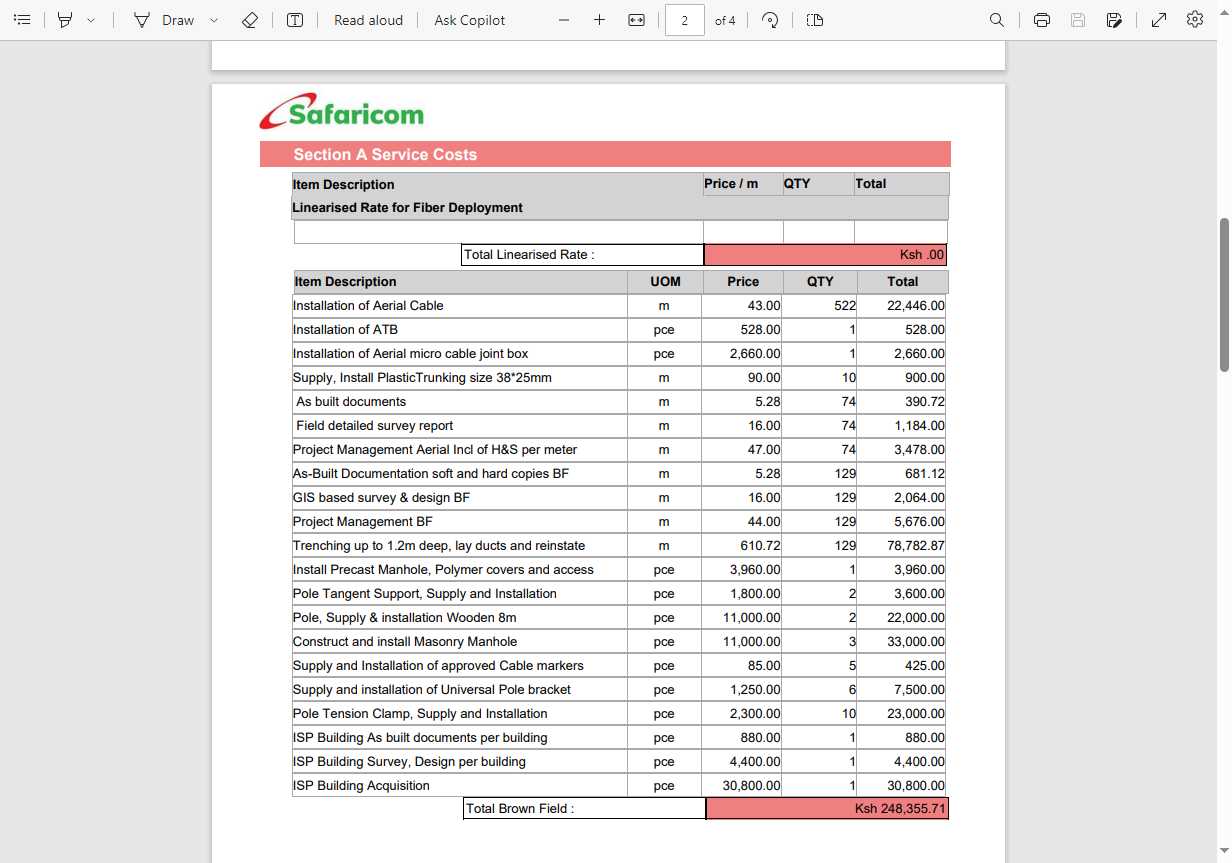 Draw Read aloud Ask Copilot 2 of 4
Safaricom
Section A Service Costs
Item Description Price / m QTY Total
Linearised Rate for Fiber Deployment
Total Linearised Rate : Ksh .00
Item Description UOM Price QTY Total
Installation of Aerial Cable m 43.00 522 22,446.00
Installation of ATB pce 528.00 1 528.00
Installation of Aerial micro cable joint box pce 2,660.00 1 2,660.00
Supply, Install PlasticTrunking size 38*25mm m 90.00 10 900.00
As built documents m 5.28 74 390.72
Field detailed survey report m 16.00 74 1,184.00
Project Management Aerial Incl of H&S per meter m 47.00 74 3,478.00
As-Built Documentation soft and hard copies BF m 5.28 129 681.12
GIS based survey & design BF m 16.00 129 2,064.00
Project Management BF m 44.00 129 5,676.00
Trenching up to 1.2m deep, lay ducts and reinstate m 610.72 129 78,782.87
Install Precast Manhole, Polymer covers and access pce 3,960.00 1 3,960.00
Pole Tangent Support, Supply and Installation pce 1,800.00 2 3,600.00
Pole, Supply & installation Wooden 8m pce 11,000.00 2 22,000.00
Construct and install Masonry Manhole pce 11,000.00 3 33,000.00
Supply and Installation of approved Cable markers pce 85.00 5 425.00
Supply and installation of Universal Pole bracket pce 1,250.00 6 7,500.00
Pole Tension Clamp, Supply and Installation pce 2,300.00 10 23,000.00
ISP Building As built documents per building pce 880.00 1 880.00
ISP Building Survey, Design per building pce 4,400.00 1 4,400.00
ISP Building Acquisition pce 30,800.00 1 30,800.00
Total Brown Field : Ksh 248,355.71